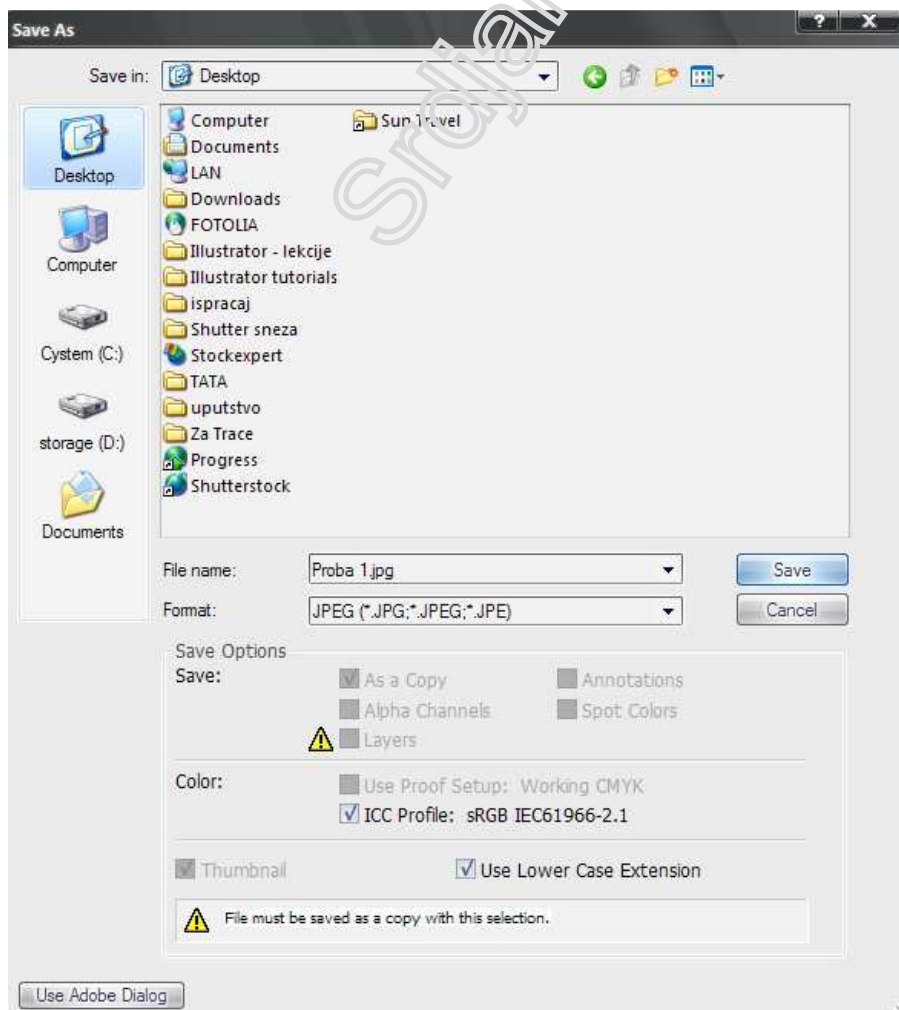 Save As
Save in: Desktop
Desktop
Computer
Cystem (C:)
storage (D:)
Documents
Computer
Documents
LAN
Downloads
FOTOLIA
Illustrator - lekcije
Illustrator tutorials
ispracaj
Shutter sneza
Stockexpert
TATA
uputstvo
Za Trace
Progress
Shutterstock
Sun Travel
File name: Proba 1.jpg Save
Format: JPEG (*.JPG;*.JPEG;*.JPE) Cancel
Save Options
Save: As a Copy Annotations
Alpha Channels Spot Colors
Layers
Color: Use Proof Setup: Working CMYK
ICC Profile: sRGB IEC61966-2.1
Thumbnail Use Lower Case Extension
File must be saved as a copy with this selection.
Use Adobe Dialog
Srdjan